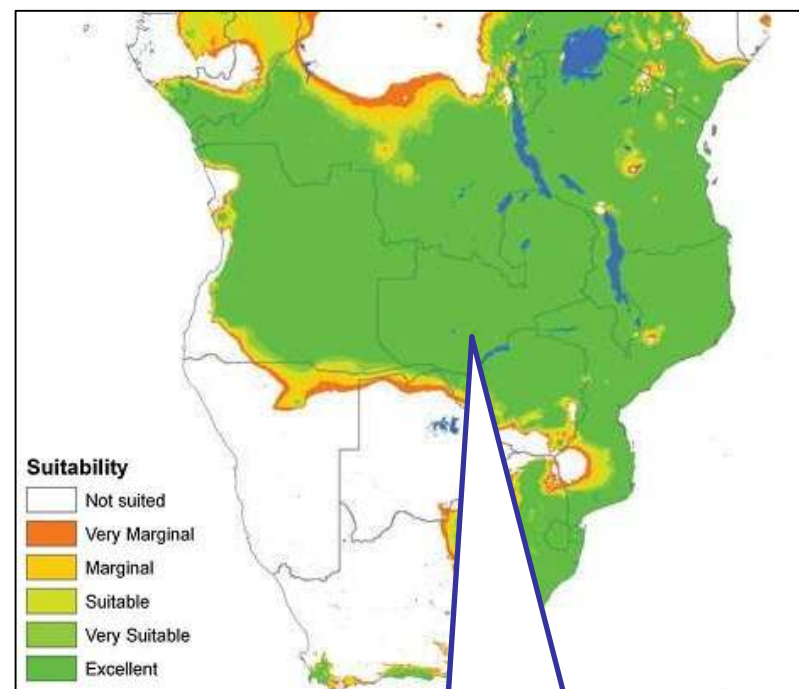 Suitability
Not suited
Very Marginal
Marginal
Suitable
Very Suitable
Excellent